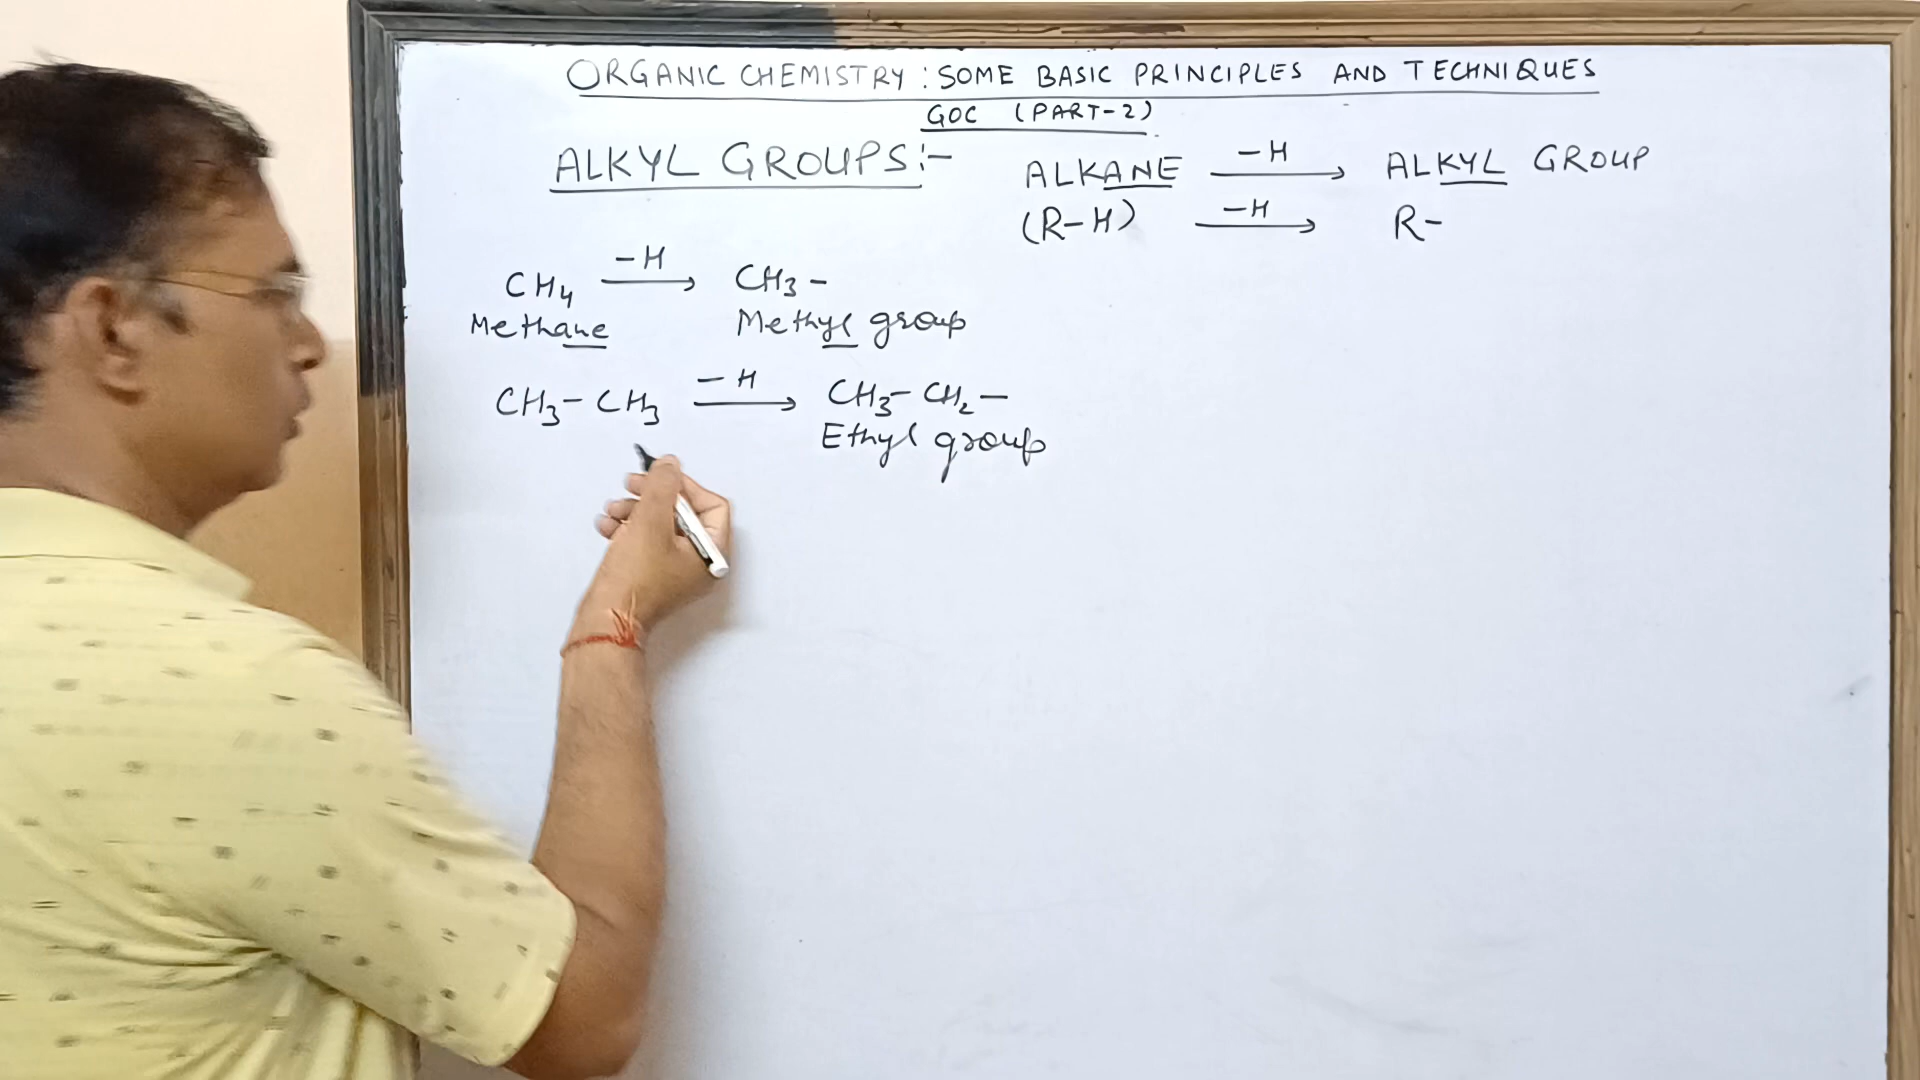 ORGANIC CHEMISTRY : SOME BASIC PRINCIPLES AND TECHNIQUES
GOC (PART-2)
ALKYL GROUPS:-
ALKANE -H → ALKYL GROUP
(R-H) -H → R-
CH₄ -H → CH₃-
Methane Methyl group
CH₃-CH₃ -H → CH₃-CH₂-
Ethyl group